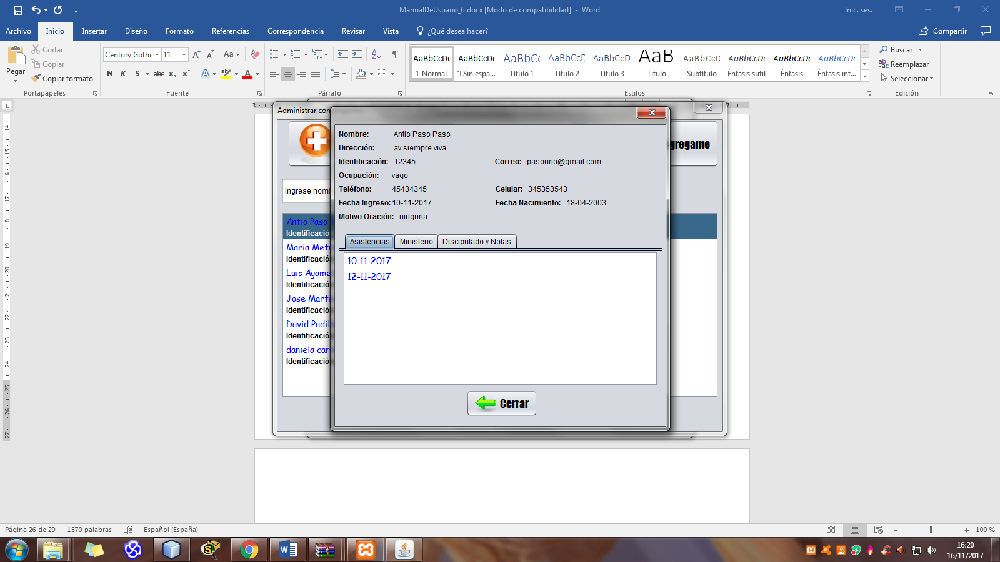 ManualDeUsuario_6.docx [Modo de compatibilidad] - Word
Inic. ses.
Archivo Inicio Insertar Diseño Formato Referencias Correspondencia Revisar Vista ¿Qué desea hacer? Compartir
Pegar
Cortar
Copiar
Copiar formato
Portapapeles
Century Gothi 11
N K S abc x₂ x²
Fuente
Párrafo
AaBbCcDc AaBbCcDc AaBbCc AaBbCcD AaBbCcD AaB AaBbCcD AaBbCcDc AaBbCcDc AaBbCcDc
¶ Normal ¶ Sin espa... Título 1 Título 2 Título 3 Título Subtítulo Énfasis sutil Énfasis Énfasis int...
Estilos
Buscar
Reemplazar
Seleccionar
Edición
Administrar con
gregante
Ingrese nom
Antio Paso
Identificació
Maria Met
Identificació
Luis Agame
Identificació
Jose Marti
Identificació
David Padil
Identificació
daniela car
Identificació
Nombre: Antio Paso Paso
Dirección: av siempre viva
Identificación: 12345 Correo: pasouno@gmail.com
Ocupación: vago
Teléfono: 45434345 Celular: 345353543
Fecha Ingreso: 10-11-2017 Fecha Nacimiento: 18-04-2003
Motivo Oración: ninguna
Asistencias Ministerio Discipulado y Notas
10-11-2017
12-11-2017
Cerrar
Página 26 de 29 1570 palabras Español (España) 100 %
16:20
16/11/2017